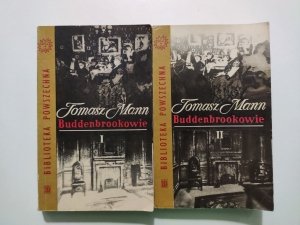 BIBLIOTEKA POWSZECHNA
Tomasz Mann
Buddenbrookowie
I
BIBLIOTEKA POWSZECHNA
Tomasz Mann
Buddenbrookowie
II